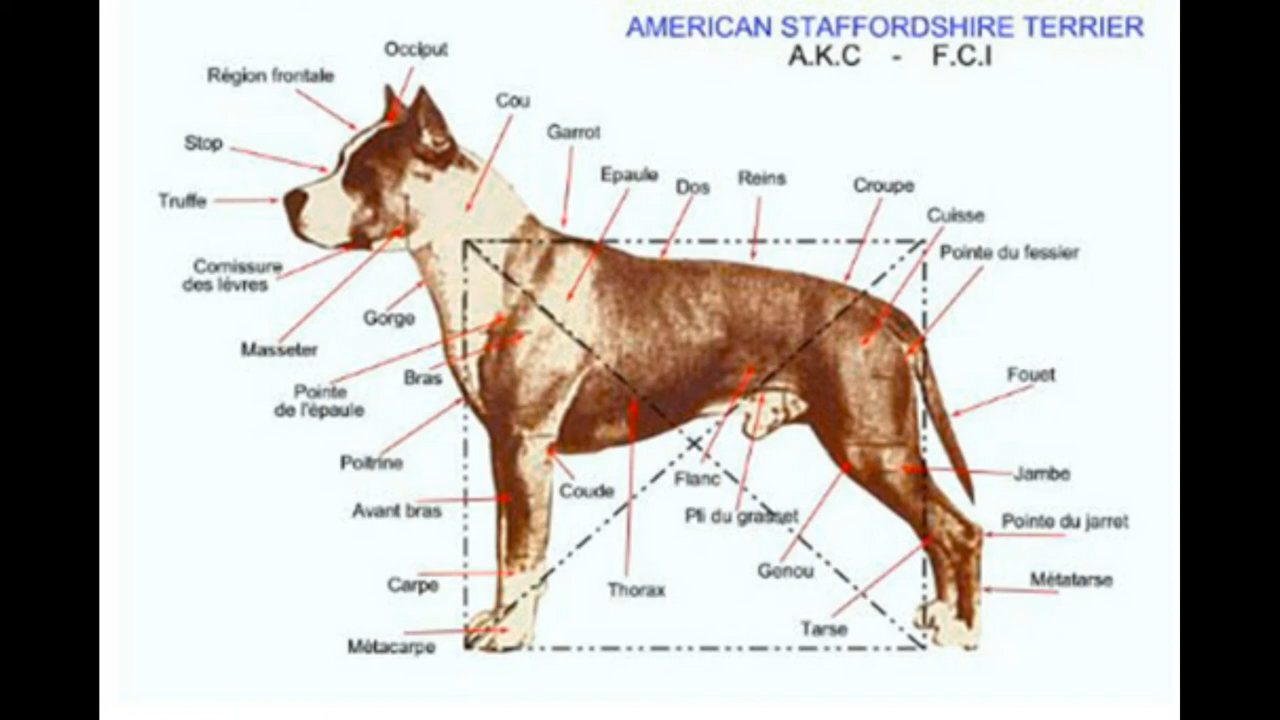 AMERICAN STAFFORDSHIRE TERRIER
A.K.C - F.C.I
Occiput
Région frontale
Cou
Garrot
Stop
Epaule
Dos
Reins
Croupe
Truffe
Cuisse
Pointe du fessier
Comissure
des lèvres
Gorge
Masseter
Bras
Fouet
Pointe
de l'épaule
Poitrine
Flanc
Jambe
Coude
Avant bras
Pli du grasset
Pointe du jarret
Genou
Carpe
Thorax
Métatarse
Tarse
Métacarpe